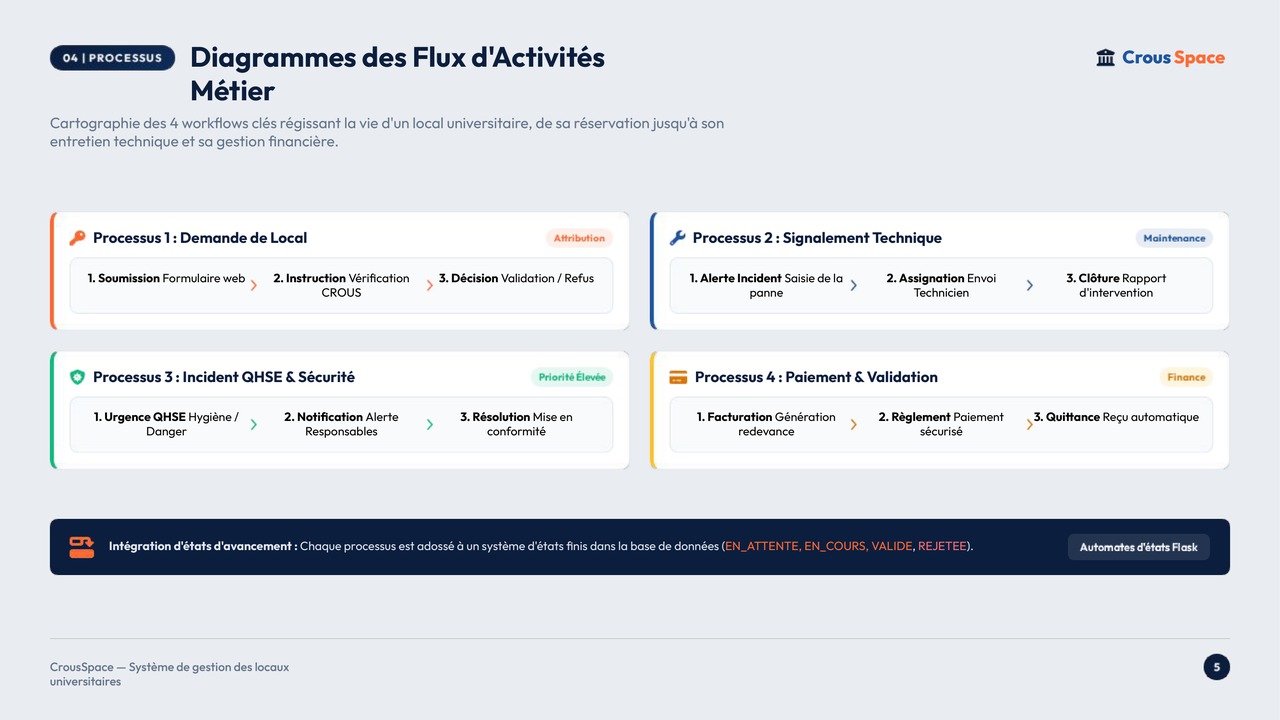 04 | PROCESSUS
Diagrammes des Flux d'Activités
Métier
Crous Space
Cartographie des 4 workflows clés régissant la vie d'un local universitaire, de sa réservation jusqu'à son
entretien technique et sa gestion financière.
Processus 1 : Demande de Local
Attribution
1. Soumission Formulaire web
2. Instruction Vérification
CROUS
3. Décision Validation / Refus
Processus 2 : Signalement Technique
Maintenance
1. Alerte Incident Saisie de la
panne
2. Assignation Envoi
Technicien
3. Clôture Rapport
d'intervention
Processus 3 : Incident QHSE & Sécurité
Priorité Élevée
1. Urgence QHSE Hygiène /
Danger
2. Notification Alerte
Responsables
3. Résolution Mise en
conformité
Processus 4 : Paiement & Validation
Finance
1. Facturation Génération
redevance
2. Règlement Paiement
sécurisé
3. Quittance Reçu automatique
Intégration d'états d'avancement : Chaque processus est adossé à un système d'états finis dans la base de données (EN_ATTENTE, EN_COURS, VALIDE, REJETEE).
Automates d'états Flask
CrousSpace — Système de gestion des locaux
universitaires
5